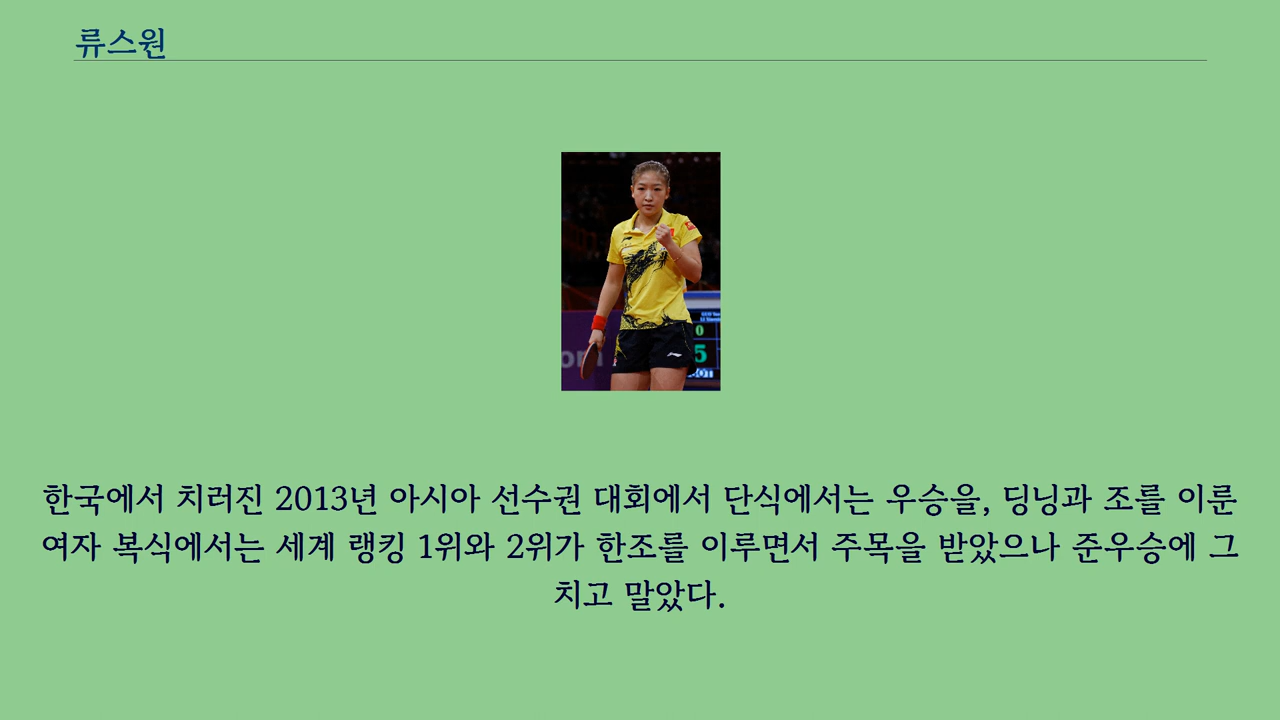 류스원
om
0
5
한국에서 치러진 2013년 아시아 선수권 대회에서 단식에서는 우승을, 딩닝과 조를 이룬
여자 복식에서는 세계 랭킹 1위와 2위가 한조를 이루면서 주목을 받았으나 준우승에 그
치고 말았다.